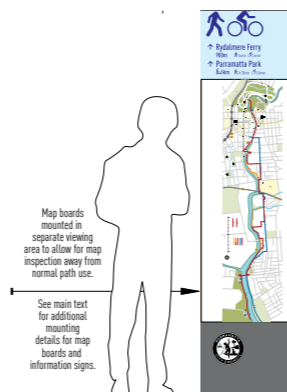 ↑ Rydalmere Ferry
↑ Parramatta Park
Map boards
mounted in
separate viewing
area to allow for map
inspection away from
normal path use.
See main text
for additional
mounting
details for map
boards and
information signs.